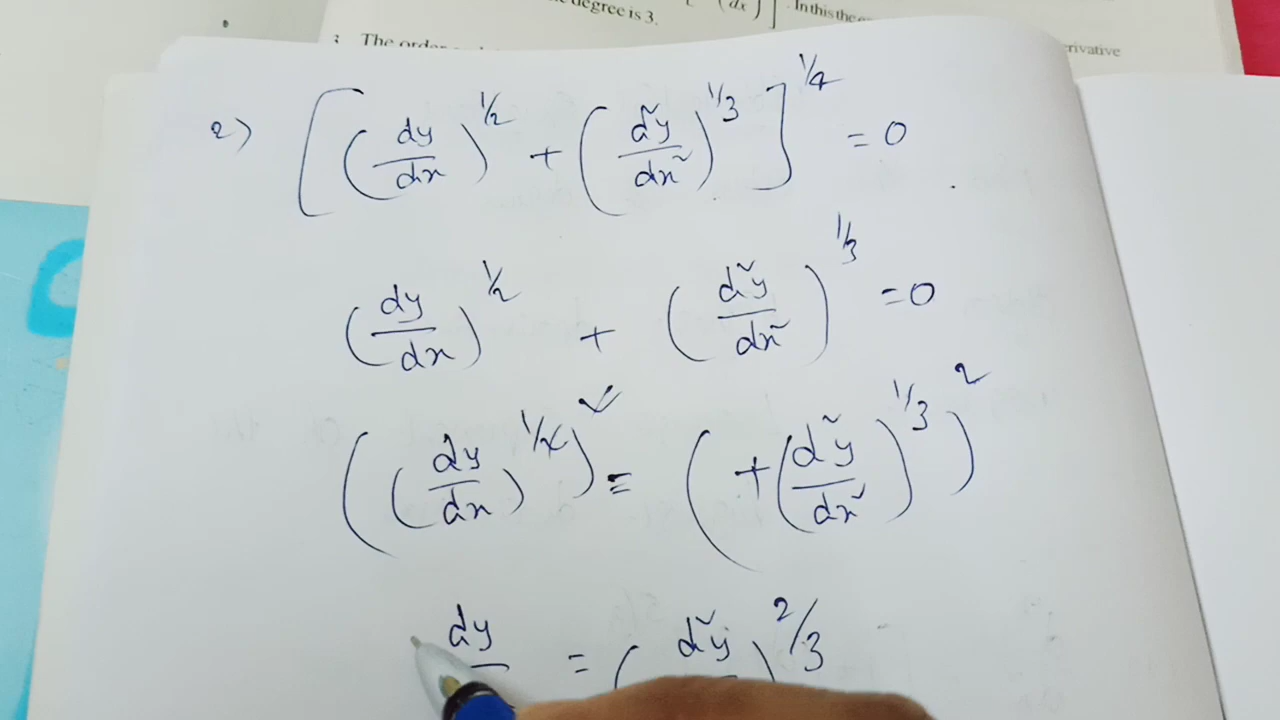 degree is 3.
(dx) ]. In this the
3. The order
erivative
2) [(dy/dx)^1/2 + (d²y/dx²)^1/3]^1/4 = 0
(dy/dx)^1/2 + (d²y/dx²)^1/3 = 0
((dy/dx)^1/2)² = (+(d²y/dx²)^1/3)²
dy = (d²y )^2/3